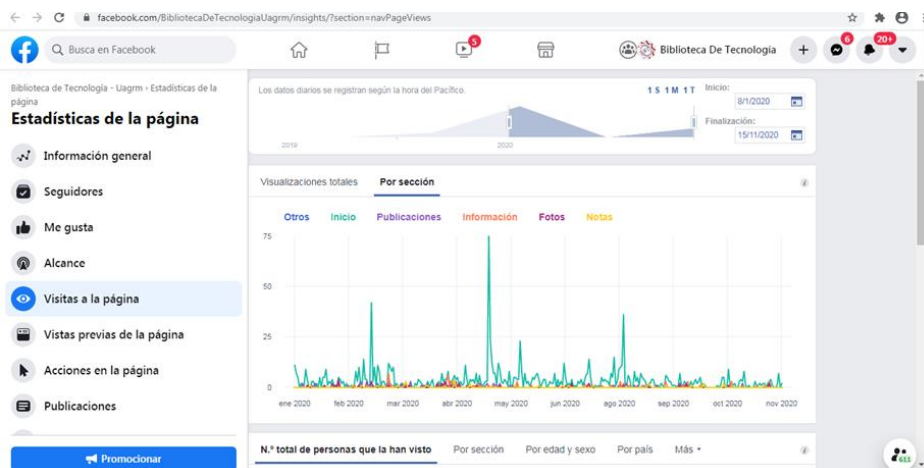 facebook.com/BibliotecaDeTecnologiaUagrm/insights/?section=navPageViews
Busca en Facebook
5
Biblioteca De Tecnología
6
20+
Biblioteca de Tecnología - Uagrm › Estadísticas de la
página
Estadísticas de la página
Información general
Seguidores
Me gusta
Alcance
Visitas a la página
Vistas previas de la página
Acciones en la página
Publicaciones
Promocionar
Los datos diarios se registran según la hora del Pacífico.
1 S 1M 1T
Inicio:
8/1/2020
Finalización:
15/11/2020
2019
2020
Visualizaciones totales Por sección
Otros Inicio Publicaciones Información Fotos Notas
75
50
25
0
ene 2020 feb 2020 mar 2020 abr 2020 may 2020 jun 2020 ago 2020 sep 2020 oct 2020 nov 2020
N.º total de personas que la han visto Por sección Por edad y sexo Por país Más
611